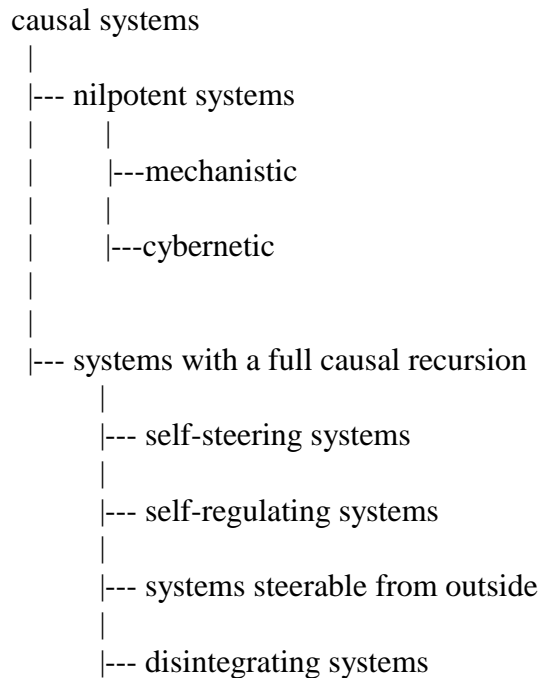 causal systems
|
|--- nilpotent systems
| |
| |---mechanistic
| |
| |---cybernetic
|
|
|--- systems with a full causal recursion
|
|--- self-steering systems
|
|--- self-regulating systems
|
|--- systems steerable from outside
|
|--- disintegrating systems